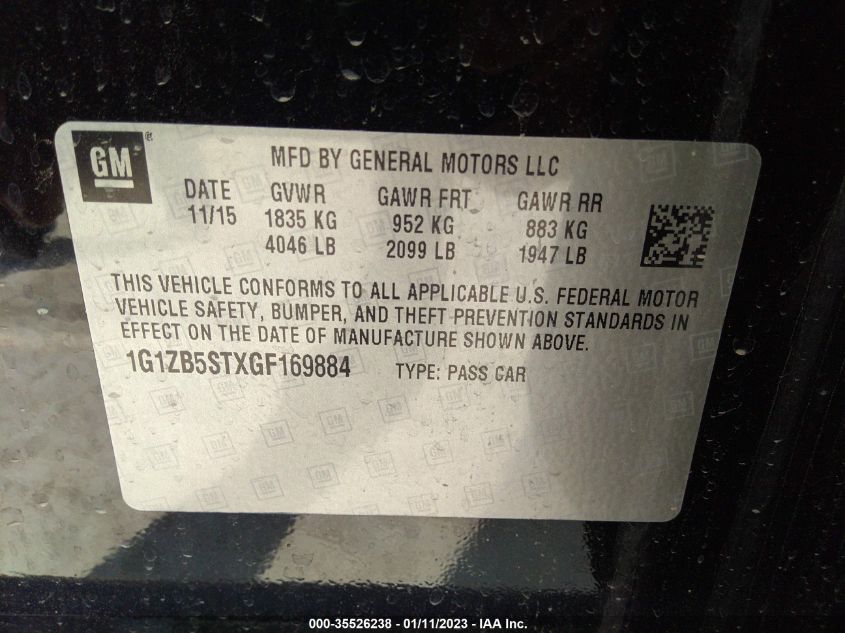 GM ®
MFD BY GENERAL MOTORS LLC
DATE GVWR GAWR FRT GAWR RR
11/15 1835 KG 952 KG 883 KG
4046 LB 2099 LB 1947 LB
THIS VEHICLE CONFORMS TO ALL APPLICABLE U.S. FEDERAL MOTOR
VEHICLE SAFETY, BUMPER, AND THEFT PREVENTION STANDARDS IN
EFFECT ON THE DATE OF MANUFACTURE SHOWN ABOVE.
1G1ZB5STXGF169884 TYPE: PASS CAR
000-35526238 - 01/11/2023 - IAA Inc.